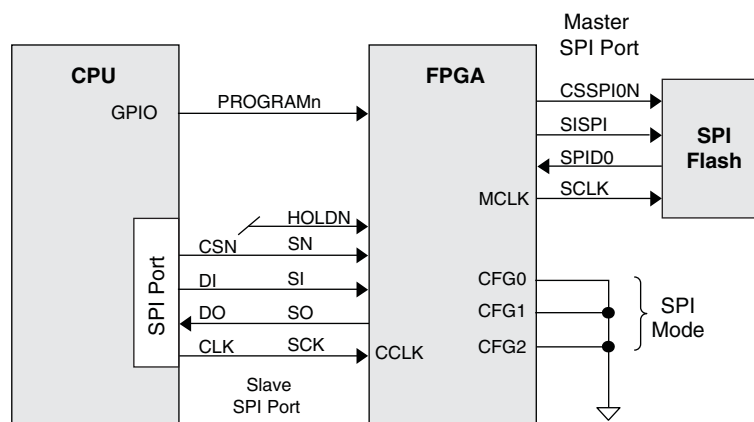 Master
SPI Port
CPU
FPGA
GPIO
PROGRAMn
CSSPI0N
SISPI
SPID0
SCLK
MCLK
SPI
Flash
HOLDN
SPI Port
CSN
SN
DI
SI
DO
SO
CLK
SCK
CCLK
CFG0
CFG1
CFG2
SPI
Mode
Slave
SPI Port